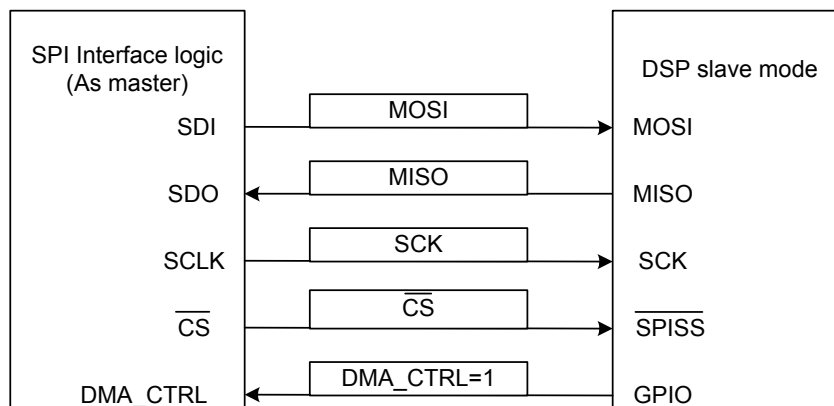 SPI Interface logic
(As master)
DSP slave mode
SDI
MOSI
MOSI
SDO
MISO
MISO
SCLK
SCK
SCK
CS
CS
SPISS
DMA_CTRL
DMA_CTRL=1
GPIO